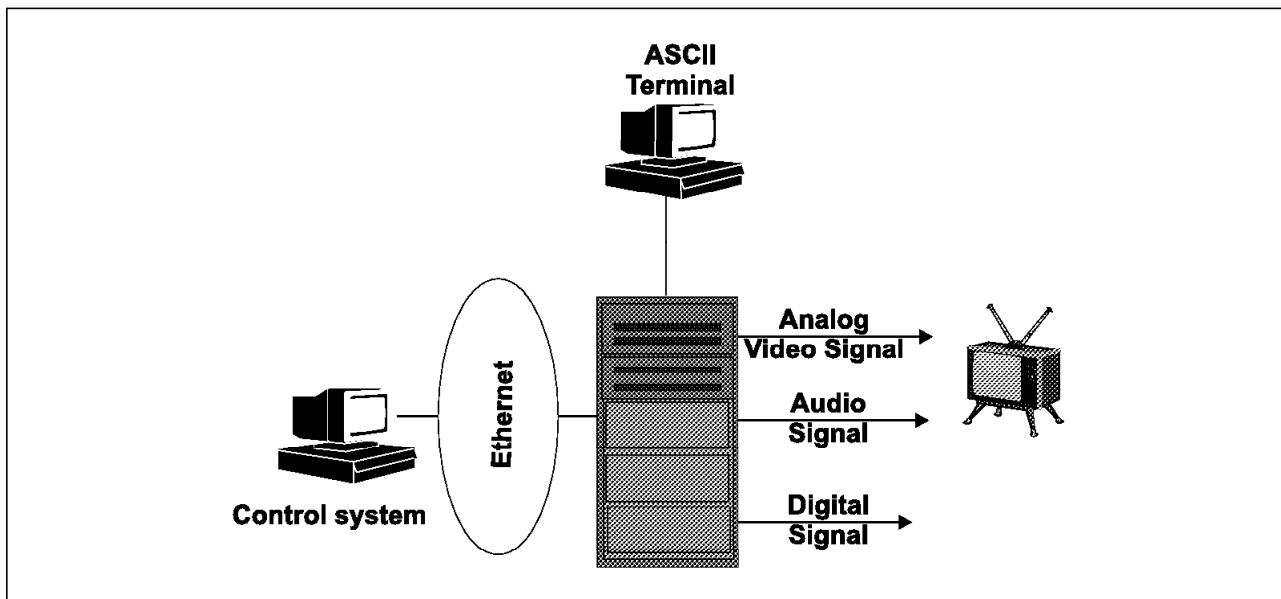 ASCII
Terminal
Analog
Video Signal
Audio
Signal
Digital
Signal
Ethernet
Control system